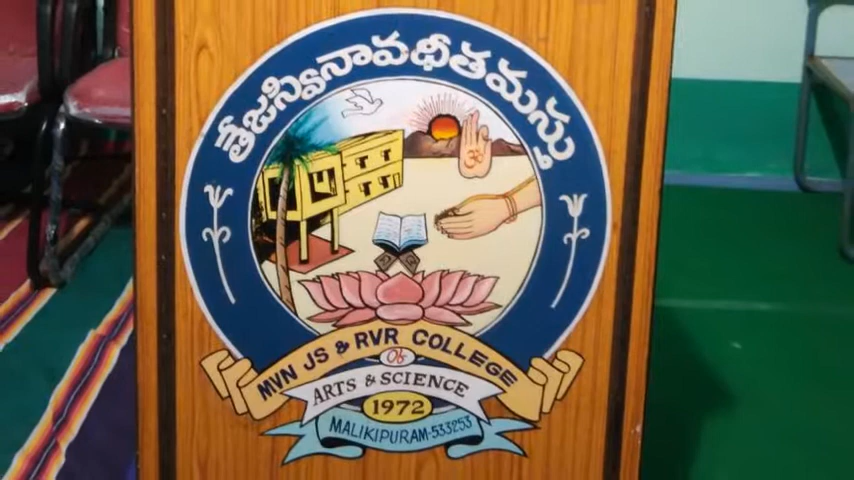 తేజస్వినావధీతమస్తు
ॐ
MVN JS & RVR COLLEGE
Of
ARTS & SCIENCE
1972
MALIKIPURAM-533253